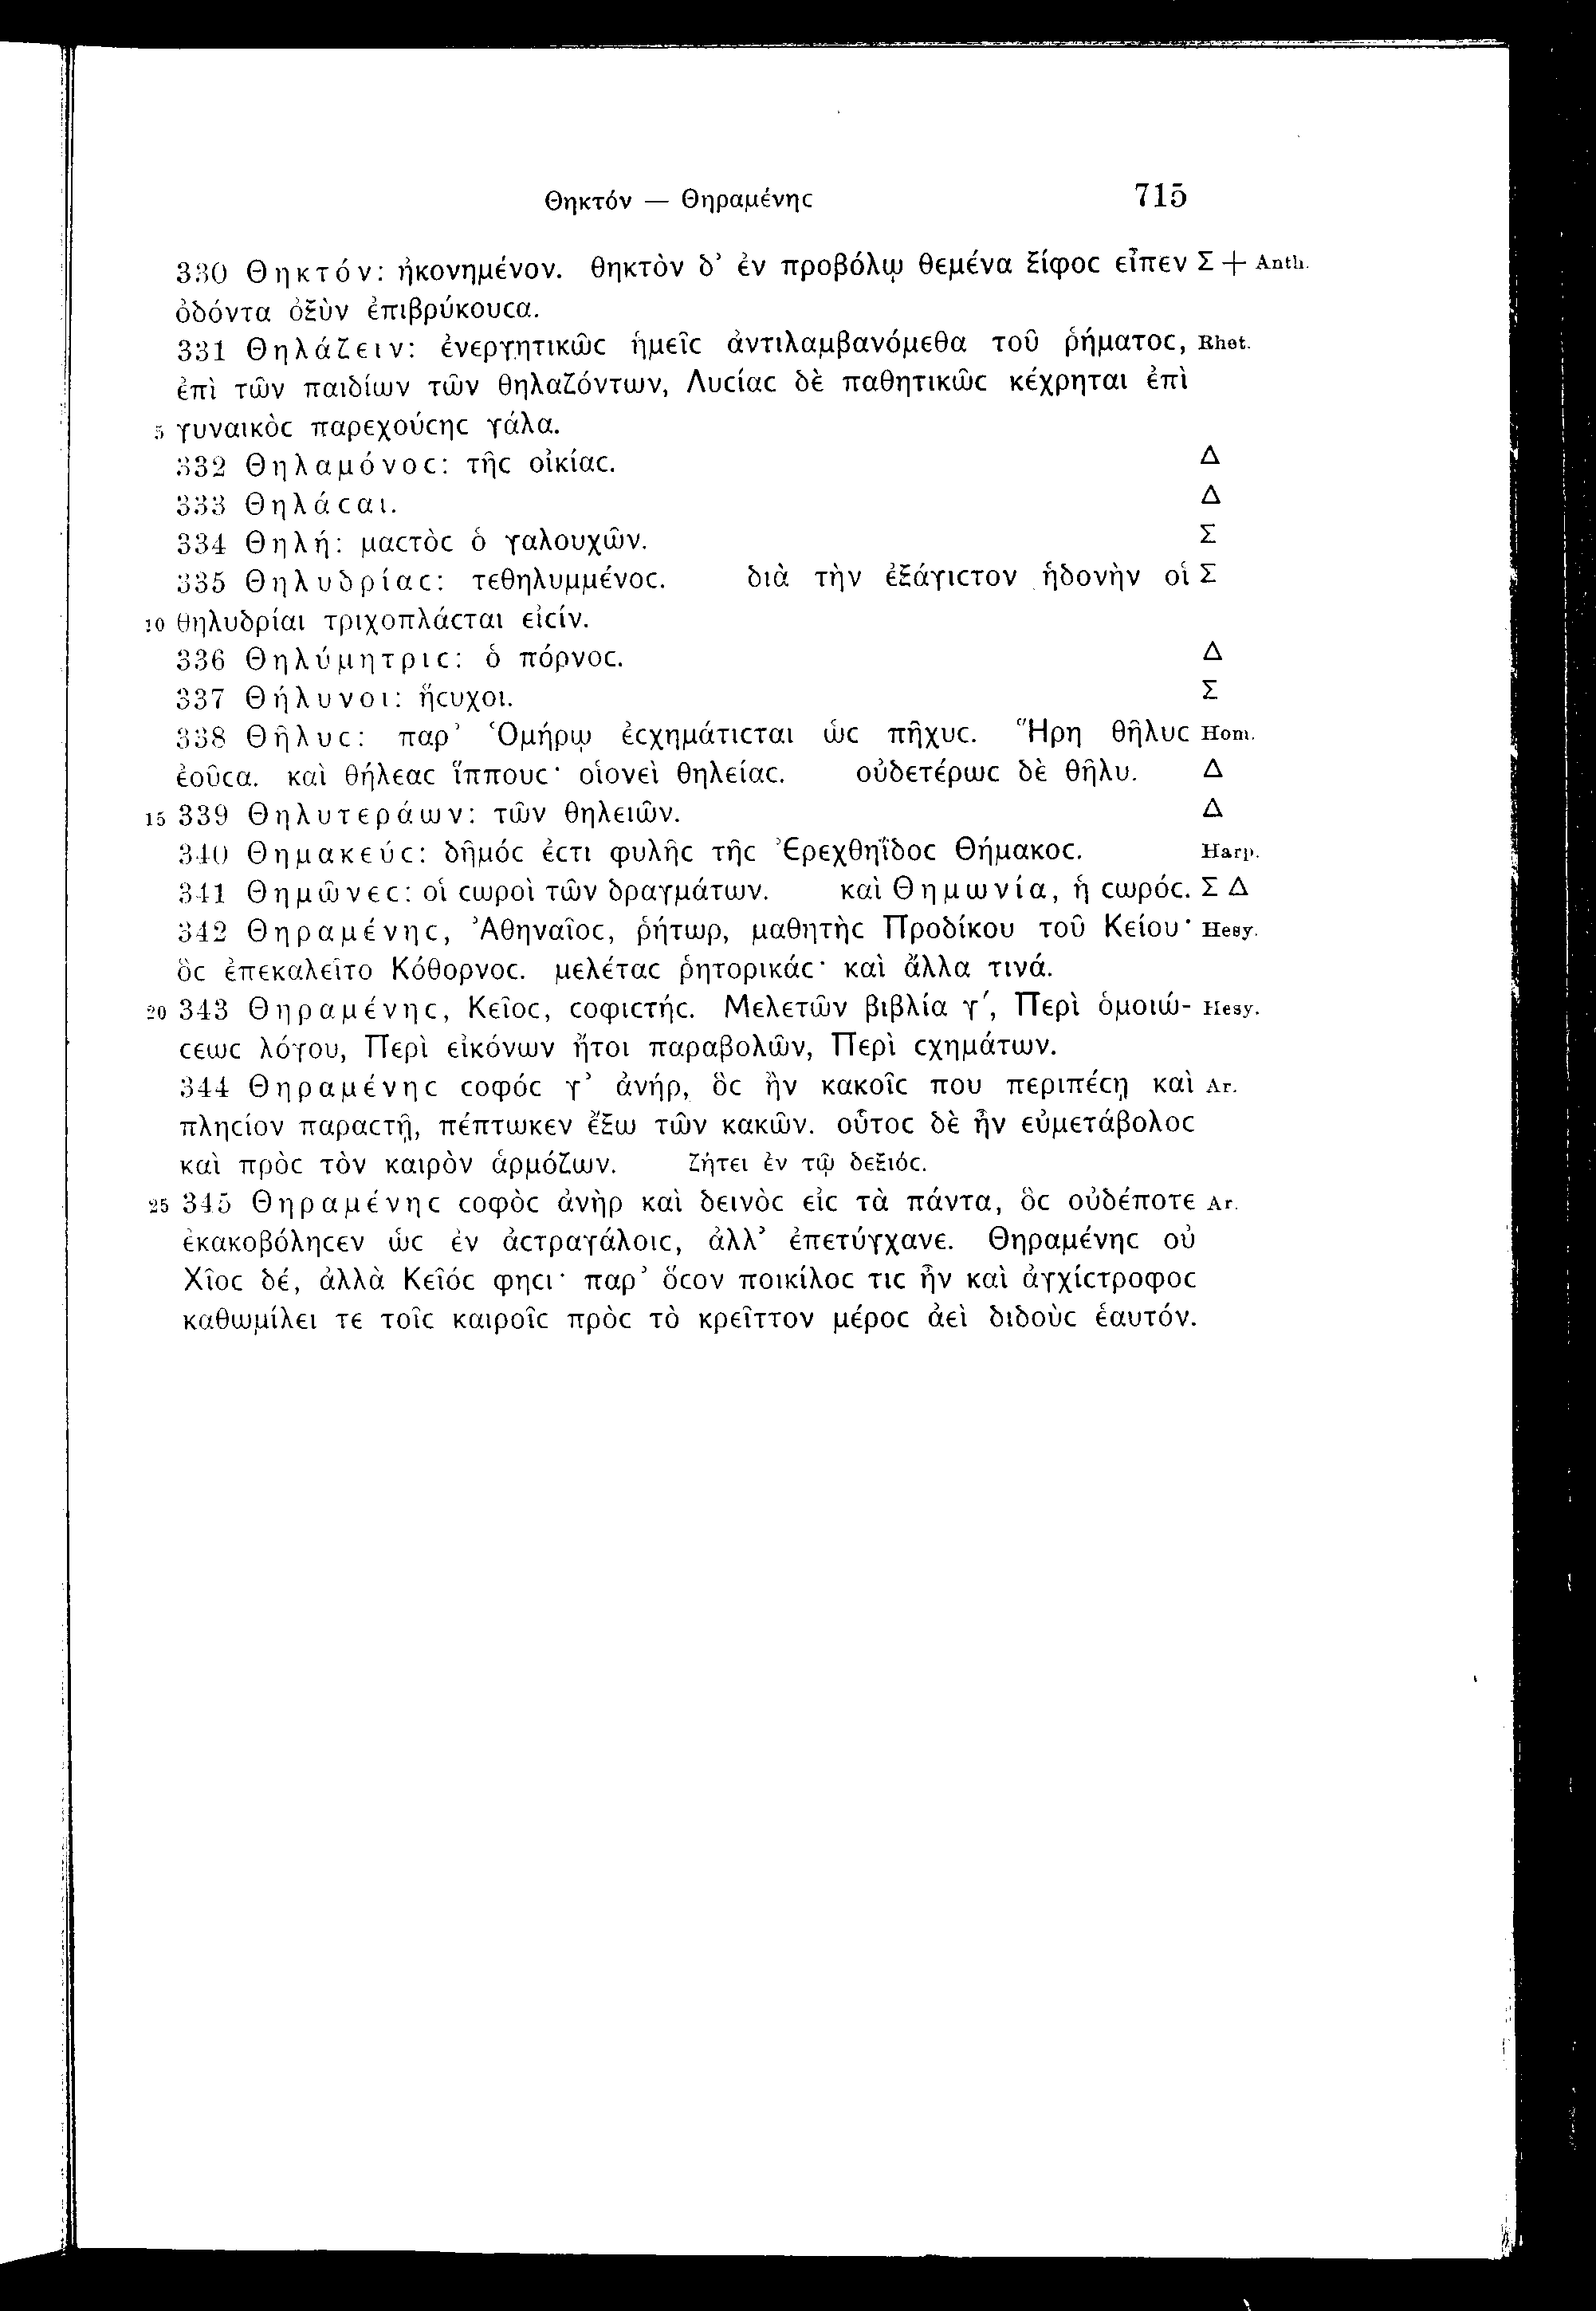 Θηκτόν — Θηραμένηϲ 715
330 Θηκτόν: ἠκονημένον. θηκτὸν δ’ ἐν προβόλῳ θεμένα ξίφοϲ εἶπεν Σ + Anth.
ὀδόντα ὀξὺν ἐπιβρύκουϲα.
331 Θηλάζειν: ἐνεργητικῶϲ ἡμεῖϲ ἀντιλαμβανόμεθα τοῦ ῥήματοϲ, Rhet.
ἐπὶ τῶν παιδίων τῶν θηλαζόντων, Λυϲίαϲ δὲ παθητικῶϲ κέχρηται ἐπὶ
5 γυναικὸϲ παρεχούϲηϲ γάλα.
332 Θηλαμόνοϲ: τῆϲ οἰκίαϲ. Δ
333 Θηλάϲαι. Δ
334 Θηλή: μαϲτὸϲ ὁ γαλουχῶν. Σ
335 Θηλυδρίαϲ: τεθηλυμμένοϲ. διὰ τὴν ἐξάγιϲτον ἡδονὴν οἱ Σ
10 θηλυδρίαι τριχοπλάϲται εἰϲίν.
336 Θηλύμητριϲ: ὁ πόρνοϲ. Δ
337 Θήλυνοι: ἥϲυχοι. Σ
338 Θῆλυϲ: παρ’ Ὁμήρῳ ἐϲχημάτιϲται ὡϲ πῆχυϲ. Ἥρη θῆλυϲ Hom.
ἐοῦϲα. καὶ θήλεαϲ ἵππουϲ· οἱονεὶ θηλείαϲ. οὐδετέρωϲ δὲ θῆλυ. Δ
15 339 Θηλυτεράων: τῶν θηλειῶν. Δ
340 Θημακεύϲ: δῆμόϲ ἐϲτι φυλῆϲ τῆϲ Ἐρεχθηΐδοϲ Θήμακοϲ. Harp.
341 Θημῶνεϲ: οἱ ϲωροὶ τῶν δραγμάτων. καὶ Θημωνία, ἡ ϲωρόϲ. Σ Δ
342 Θηραμένηϲ, Ἀθηναῖοϲ, ῥήτωρ, μαθητὴϲ Προδίκου τοῦ Κείου· Hesy.
ὃϲ ἐπεκαλεῖτο Κόθορνοϲ. μελέταϲ ῥητορικάϲ· καὶ ἄλλα τινά.
20 343 Θηραμένηϲ, Κεῖοϲ, ϲοφιϲτήϲ. Μελετῶν βιβλία γ΄, Περὶ ὁμοιώ- Hesy.
ϲεωϲ λόγου, Περὶ εἰκόνων ἤτοι παραβολῶν, Περὶ ϲχημάτων.
344 Θηραμένηϲ ϲοφόϲ γ’ ἀνήρ, ὃϲ ἢν κακοῖϲ που περιπέϲῃ καὶ Ar.
πληϲίον παραϲτῇ, πέπτωκεν ἔξω τῶν κακῶν. οὗτοϲ δὲ ἦν εὐμετάβολοϲ
καὶ πρὸϲ τὸν καιρὸν ἁρμόζων. ζήτει ἐν τῷ δεξιόϲ.
25 345 Θηραμένηϲ ϲοφὸϲ ἀνὴρ καὶ δεινὸϲ εἰϲ τὰ πάντα, ὃϲ οὐδέποτε Ar.
ἐκακοβόληϲεν ὡϲ ἐν ἀϲτραγάλοιϲ, ἀλλ’ ἐπετύγχανε. Θηραμένηϲ οὐ
Χῖοϲ δέ, ἀλλὰ Κεῖόϲ φηϲι· παρ’ ὅϲον ποικίλοϲ τιϲ ἦν καὶ ἀγχίϲτροφοϲ
καθωμίλει τε τοῖϲ καιροῖϲ πρὸϲ τὸ κρεῖττον μέροϲ ἀεὶ διδοὺϲ ἑαυτόν.